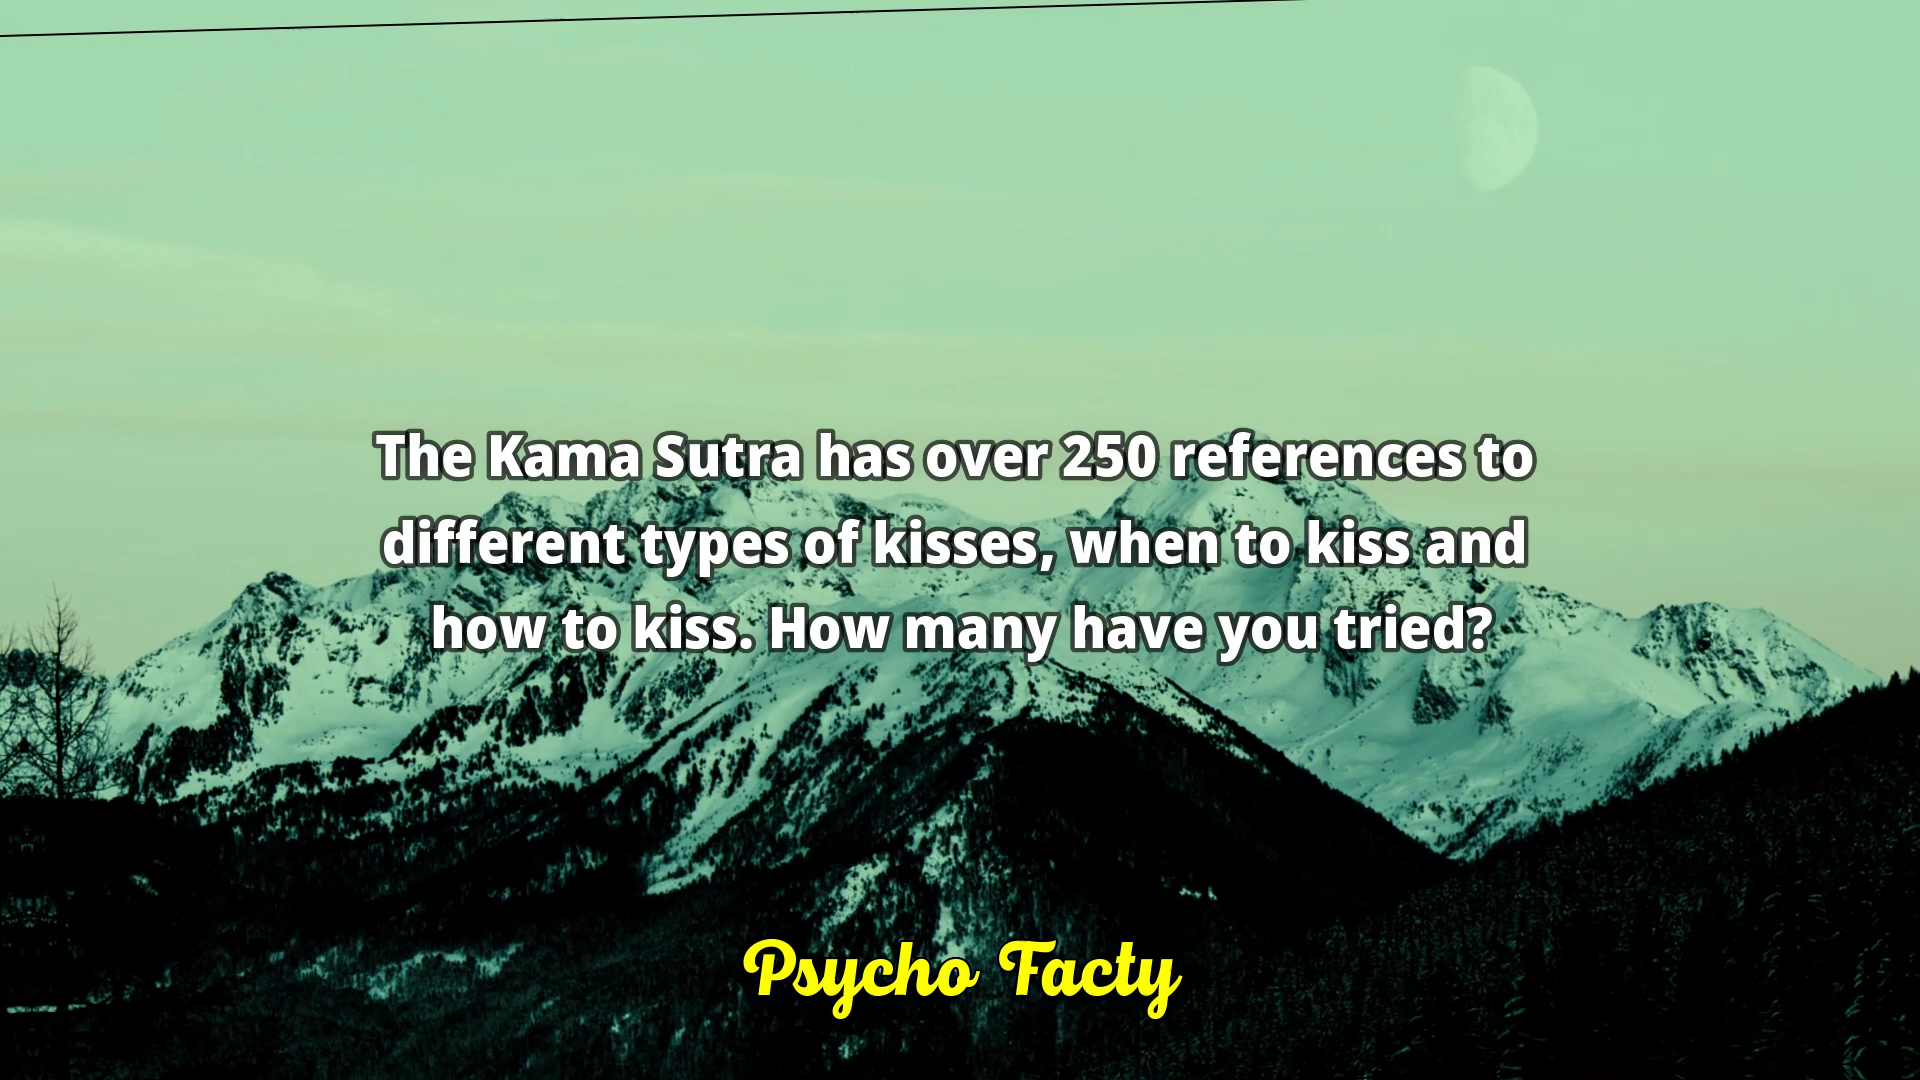 The Kama Sutra has over 250 references to
different types of kisses, when to kiss and
how to kiss. How many have you tried?
Psycho Facty